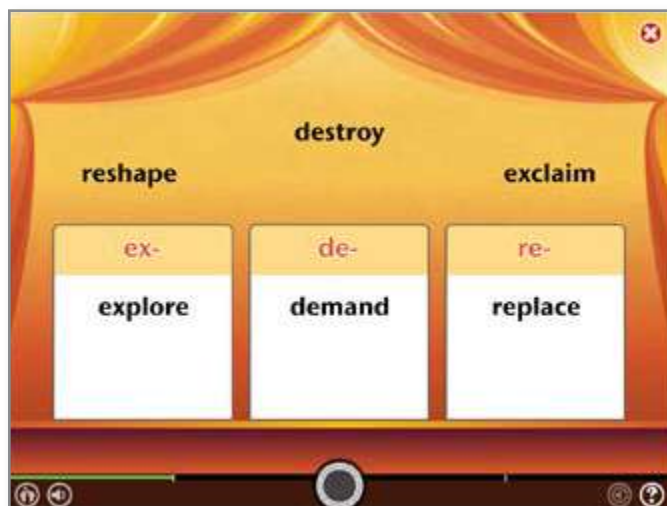 destroy
reshape exclaim
ex- de- re-
explore demand replace
?